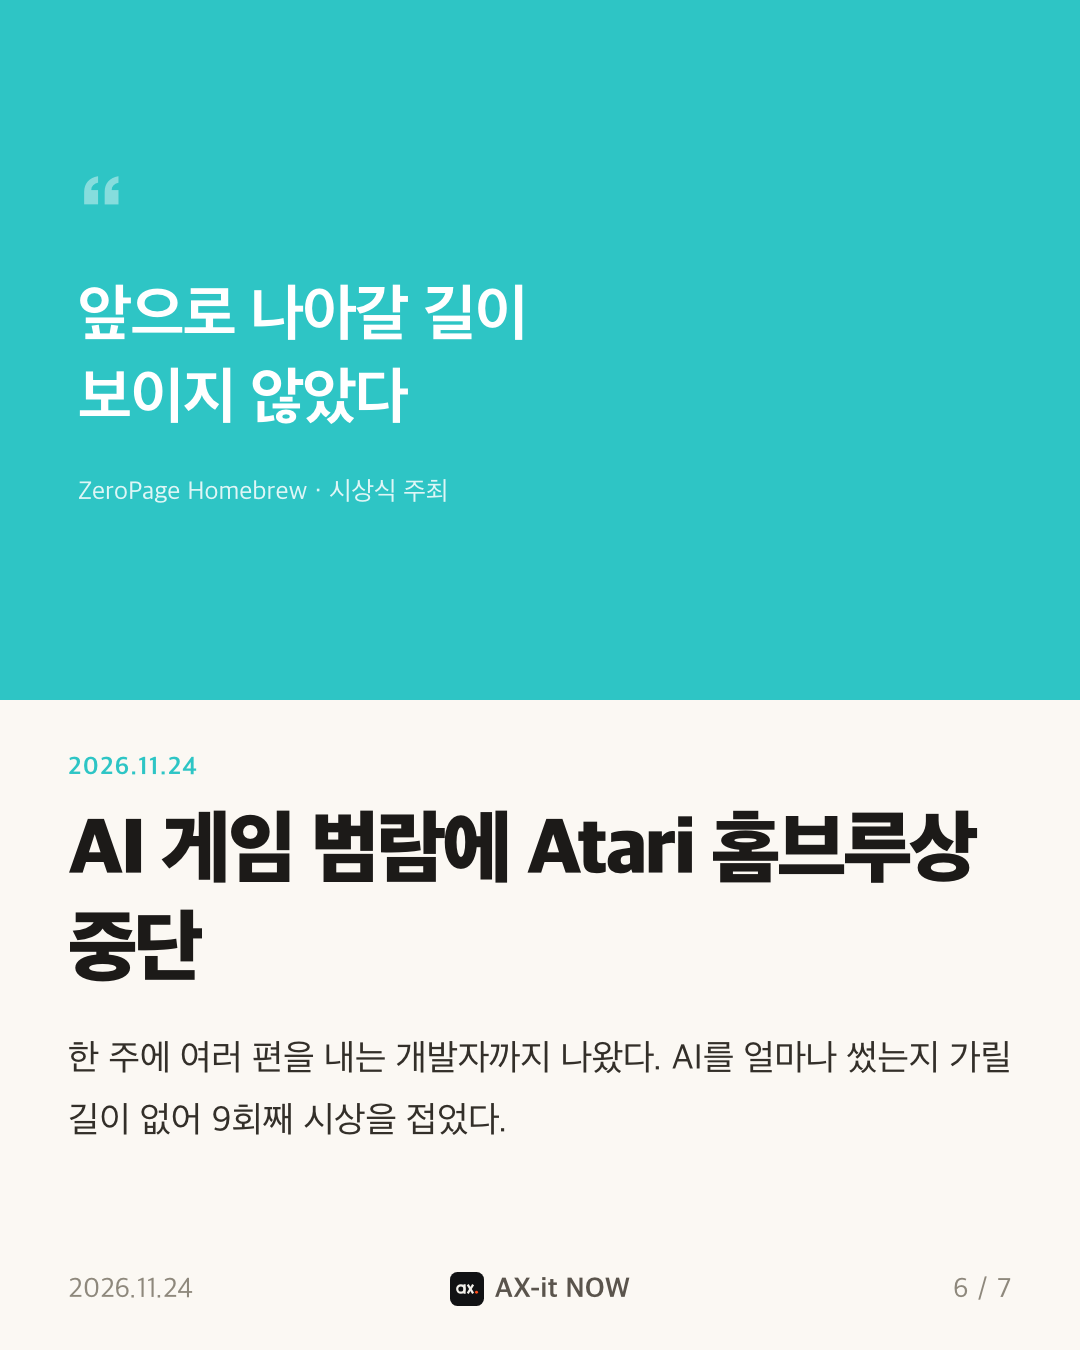 “
앞으로 나아갈 길이
보이지 않았다
ZeroPage Homebrew · 시상식 주최
2026.11.24
AI 게임 범람에 Atari 홈브루상
중단
한 주에 여러 편을 내는 개발자까지 나왔다. AI를 얼마나 썼는지 가릴
길이 없어 9회째 시상을 접었다.
2026.11.24
ax. AX-it NOW
6 / 7